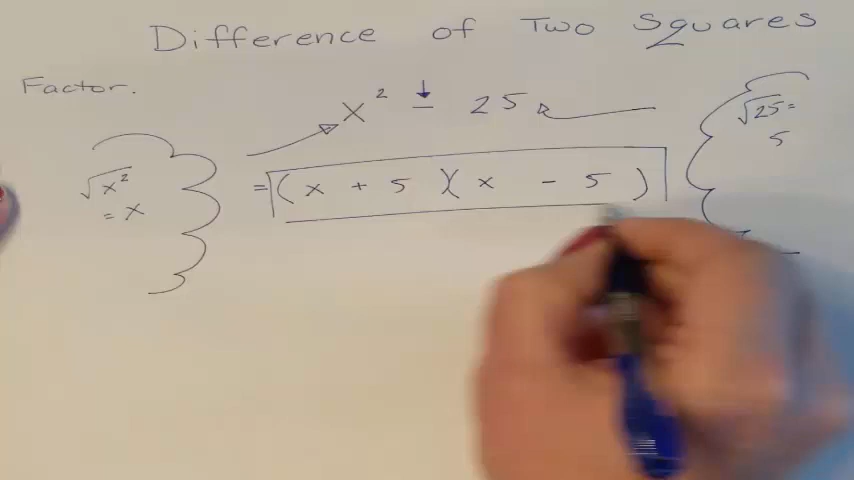 Difference of Two Squares
Factor.
x² - 25
√25 =
5
√x²
= x
= (x + 5)(x - 5)